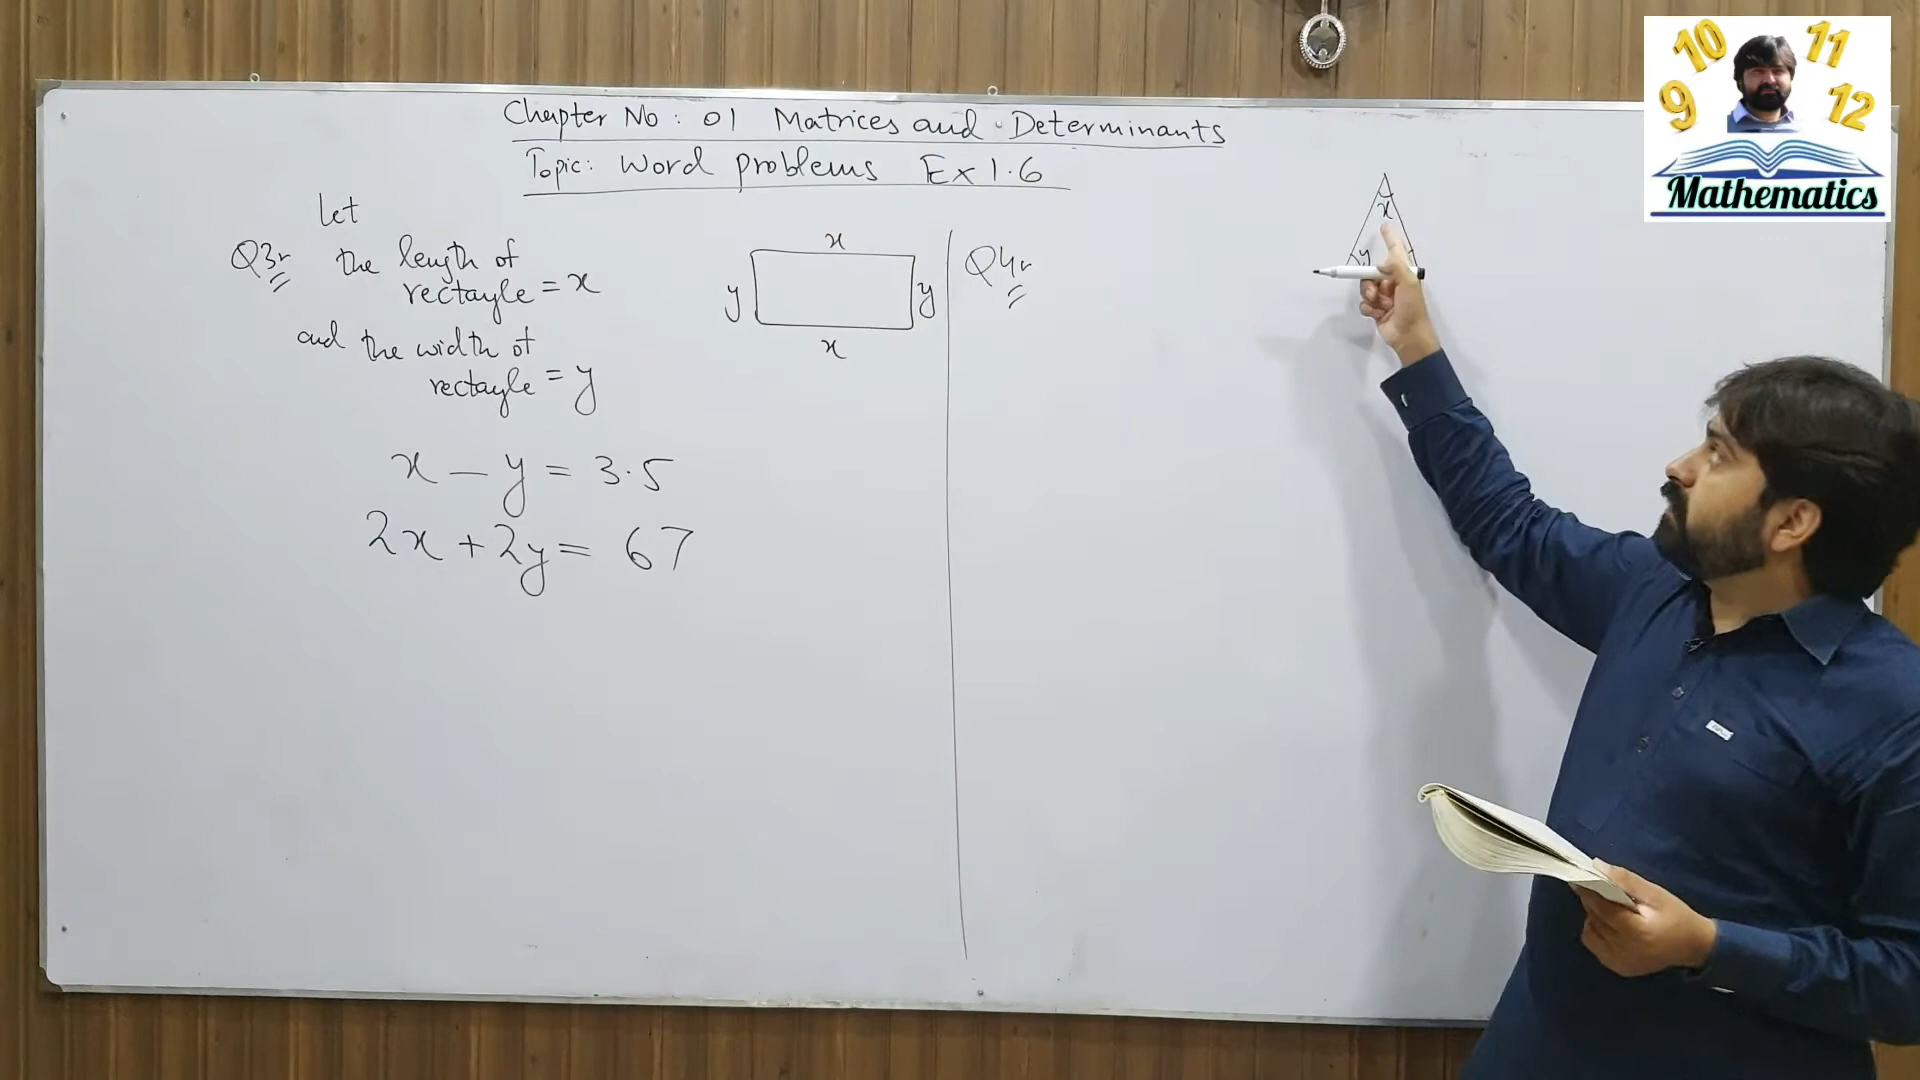 Chapter No : 01 Matrices and Determinants
Topic: Word problems Ex 1.6
Let
Q3
the length of
rectangle = x
and the width of
rectangle = y
x - y = 3.5
2x + 2y = 67
x
y
y
x
Q4
x
y
9 10 11 12
Mathematics